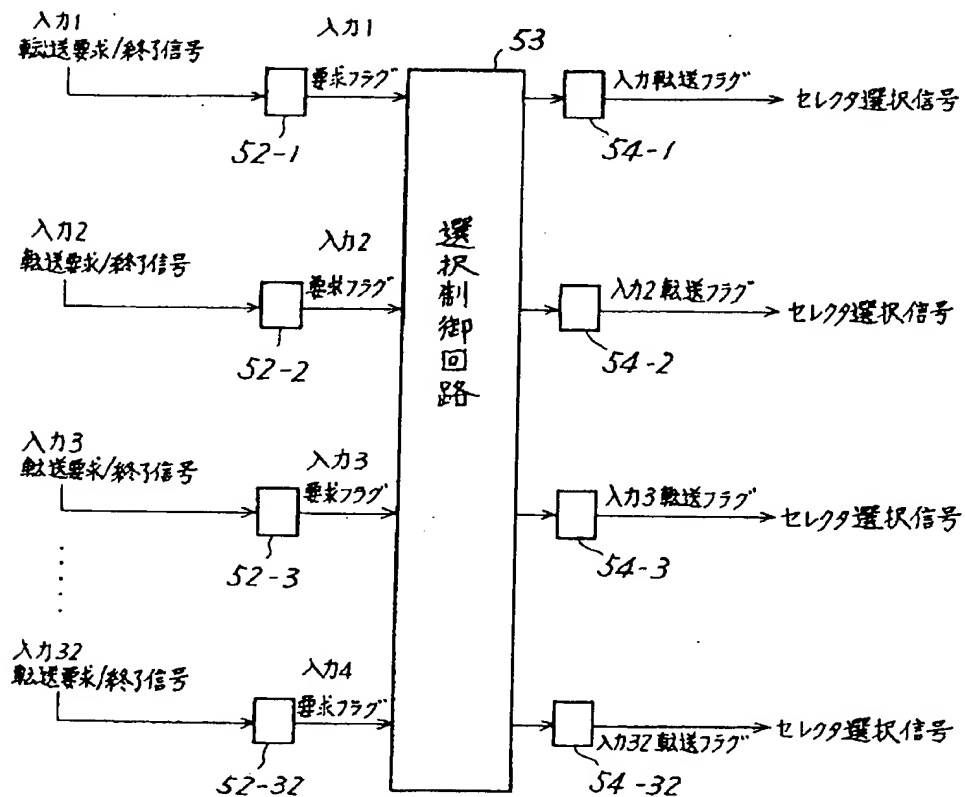 入力1
転送要求/終了信号
入力1
要求フラグ
52-1
53
入力転送フラグ
セレクタ選択信号
54-1
入力2
転送要求/終了信号
入力2
要求フラグ
52-2
選択制御回路
入力2転送フラグ
セレクタ選択信号
54-2
入力3
転送要求/終了信号
入力3
要求フラグ
52-3
入力3転送フラグ
セレクタ選択信号
54-3
入力32
転送要求/終了信号
入力4
要求フラグ
52-32
入力32転送フラグ
セレクタ選択信号
54-32